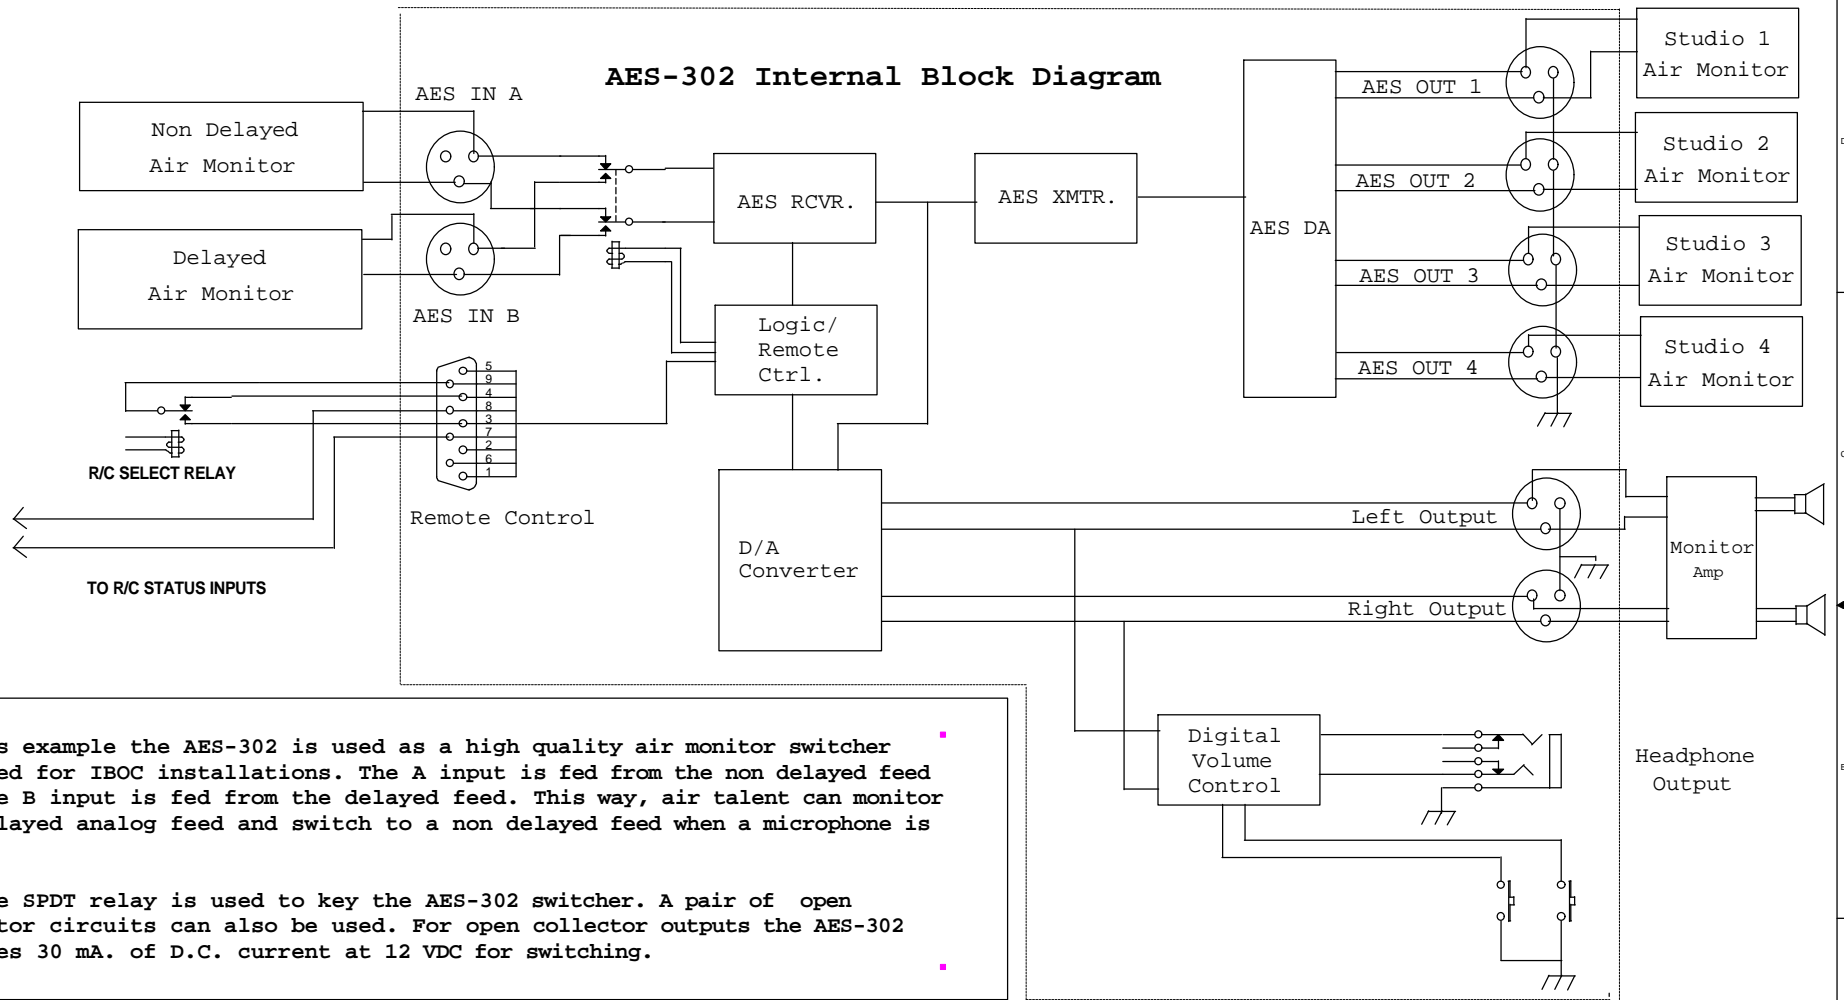 AES-302 Internal Block Diagram
AES IN A
Non Delayed
Air Monitor
Delayed
Air Monitor
AES IN B
AES RCVR.
AES XMTR.
AES DA
AES OUT 1
AES OUT 2
AES OUT 3
AES OUT 4
Studio 1
Air Monitor
Studio 2
Air Monitor
Studio 3
Air Monitor
Studio 4
Air Monitor
Logic/
Remote
Ctrl.
5
9
4
8
3
7
2
6
1
R/C SELECT RELAY
Remote Control
TO R/C STATUS INPUTS
D/A
Converter
Left Output
Right Output
Monitor
Amp
Digital
Volume
Control
Headphone
Output
s example the AES-302 is used as a high quality air monitor switcher
ed for IBOC installations. The A input is fed from the non delayed feed
e B input is fed from the delayed feed. This way, air talent can monitor
layed analog feed and switch to a non delayed feed when a microphone is
e SPDT relay is used to key the AES-302 switcher. A pair of open
tor circuits can also be used. For open collector outputs the AES-302
es 30 mA. of D.C. current at 12 VDC for switching.